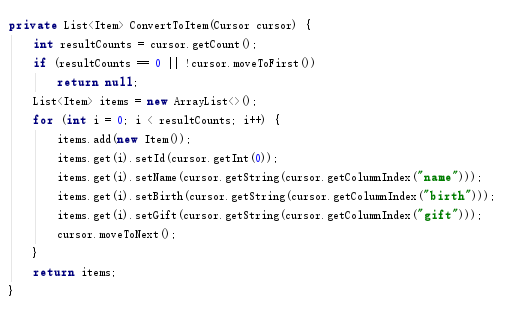 private List<Item> ConvertToItem(Cursor cursor) {
int resultCounts = cursor.getCount();
if (resultCounts == 0 || !cursor.moveToFirst())
return null;
List<Item> items = new ArrayList<>();
for (int i = 0; i < resultCounts; i++) {
items.add(new Item());
items.get(i).setId(cursor.getInt(0));
items.get(i).setName(cursor.getString(cursor.getColumnIndex("name")));
items.get(i).setBirth(cursor.getString(cursor.getColumnIndex("birth")));
items.get(i).setGift(cursor.getString(cursor.getColumnIndex("gift")));
cursor.moveToNext();
}
return items;
}